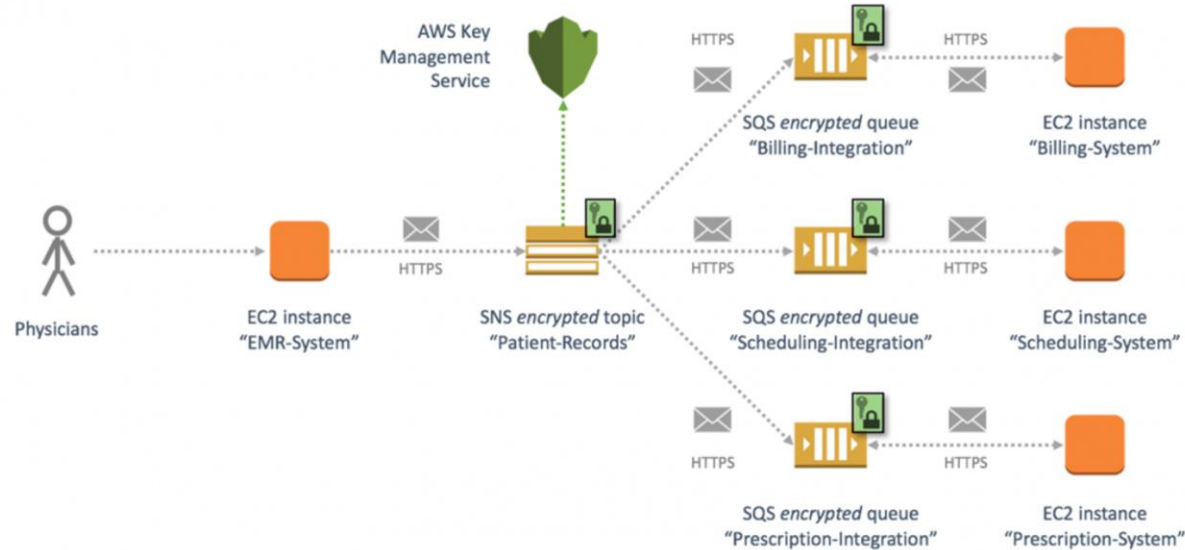 AWS Key
Management
Service
HTTPS
HTTPS
SQS encrypted queue
“Billing-Integration”
EC2 instance
“Billing-System”
Physicians
HTTPS
EC2 instance
“EMR-System”
SNS encrypted topic
“Patient-Records”
HTTPS
HTTPS
SQS encrypted queue
“Scheduling-Integration”
EC2 instance
“Scheduling-System”
HTTPS
HTTPS
SQS encrypted queue
“Prescription-Integration”
EC2 instance
“Prescription-System”